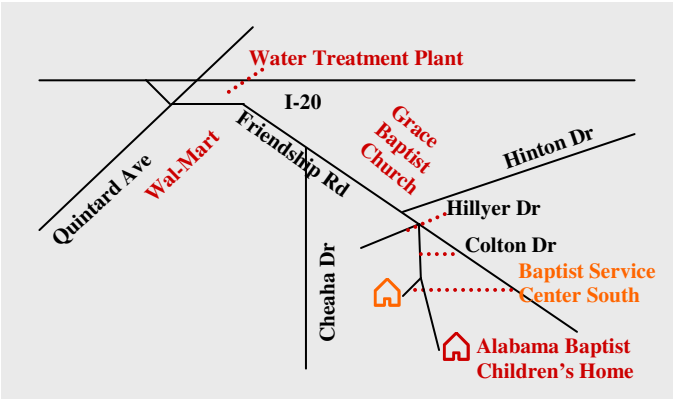 Water Treatment Plant
I-20
Grace
Baptist
Church
Friendship Rd
Wal-Mart
Quintard Ave
Hinton Dr
Hillyer Dr
Colton Dr
Cheaha Dr
Baptist Service
Center South
Alabama Baptist
Children’s Home